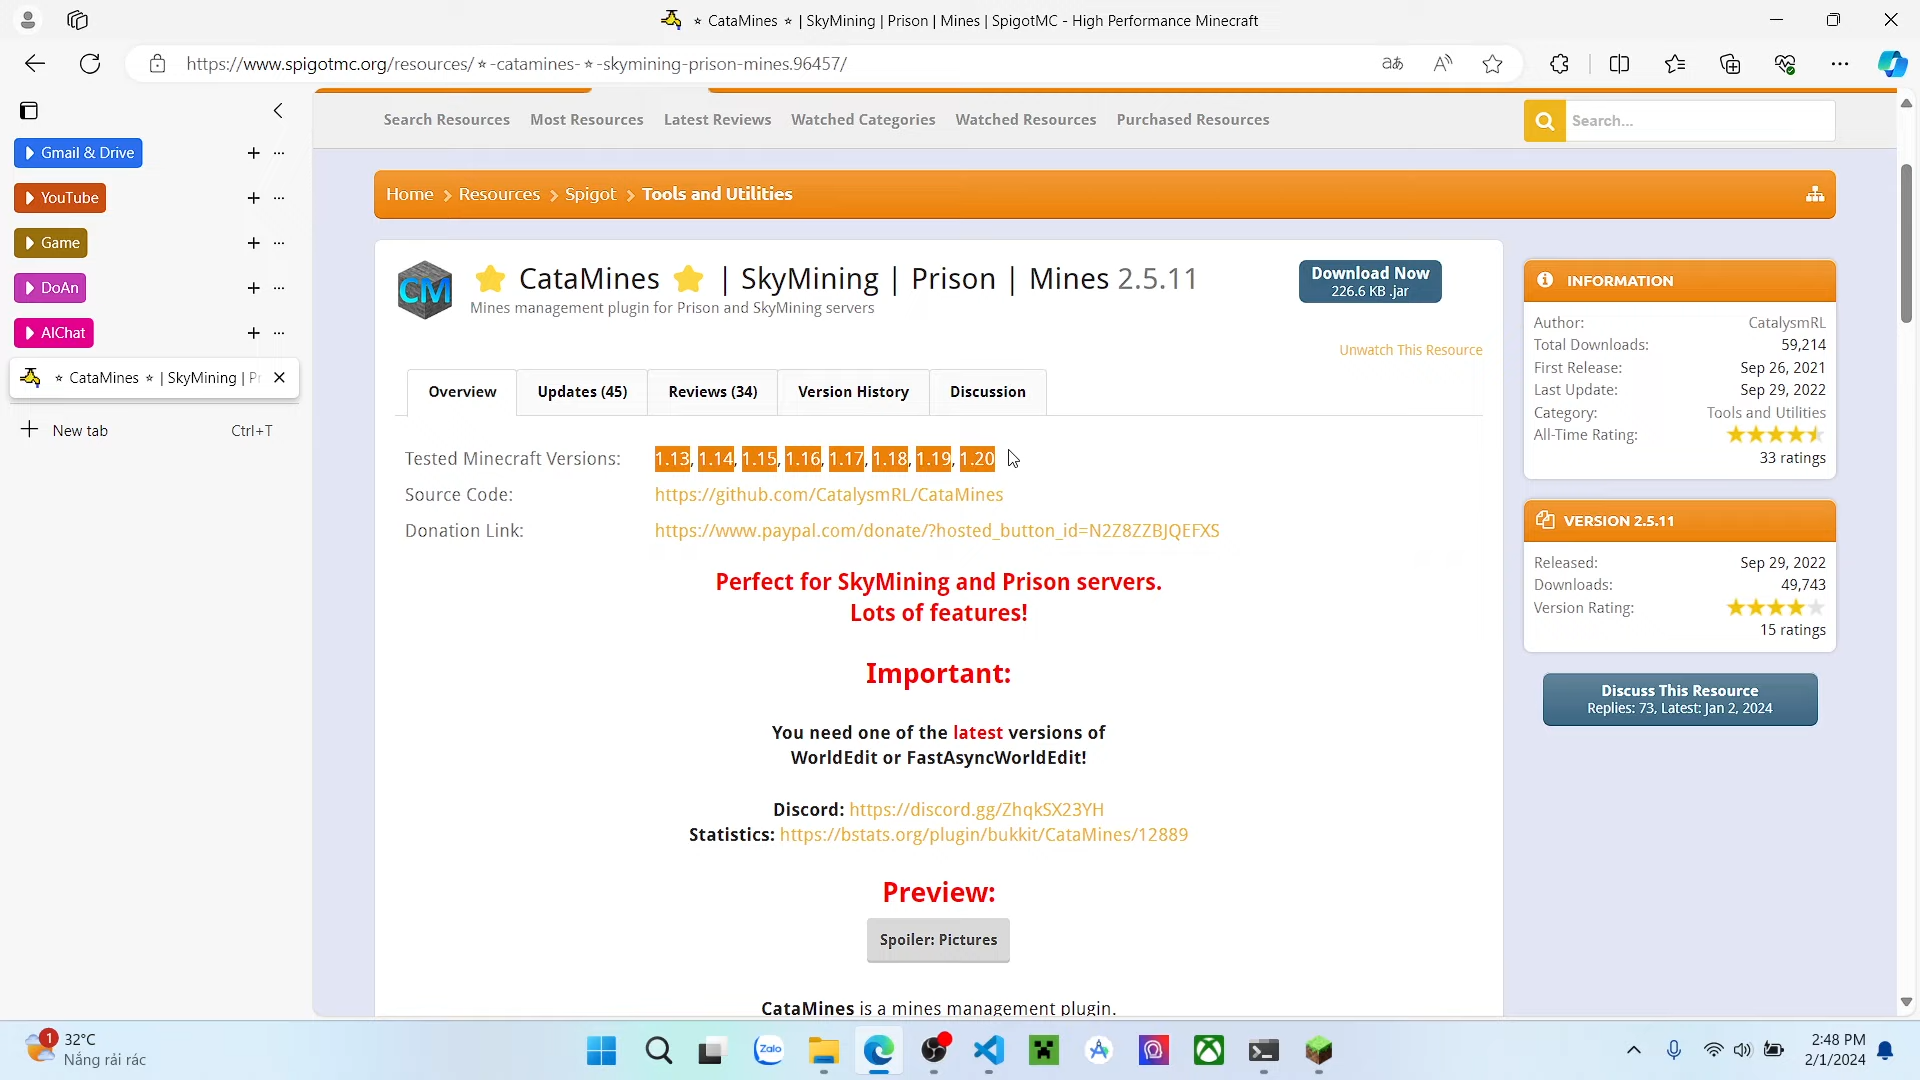 ⋆ CataMines ⋆ | SkyMining | Prison | Mines | SpigotMC - High Performance Minecraft
https://www.spigotmc.org/resources/⋆-catamines-⋆-skymining-prison-mines.96457/
Gmail & Drive
YouTube
Game
DoAn
AIChat
⋆ CataMines ⋆ | SkyMining | Pr
New tab Ctrl+T
Search Resources Most Resources Latest Reviews Watched Categories Watched Resources Purchased Resources
Search...
Home Resources Spigot Tools and Utilities
CM
⭐ CataMines ⭐ | SkyMining | Prison | Mines 2.5.11
Mines management plugin for Prison and SkyMining servers
Download Now
226.6 KB .jar
Unwatch This Resource
Overview Updates (45) Reviews (34) Version History Discussion
Tested Minecraft Versions: 1.13, 1.14, 1.15, 1.16, 1.17, 1.18, 1.19, 1.20
Source Code: https://github.com/CatalysmRL/CataMines
Donation Link: https://www.paypal.com/donate/?hosted_button_id=N2Z8ZZBJQEFXS
Perfect for SkyMining and Prison servers.
Lots of features!
Important:
You need one of the latest versions of
WorldEdit or FastAsyncWorldEdit!
Discord: https://discord.gg/ZhqkSX23YH
Statistics: https://bstats.org/plugin/bukkit/CataMines/12889
Preview:
Spoiler: Pictures
CataMines is a mines management plugin.
INFORMATION
Author: CatalysmRL
Total Downloads: 59,214
First Release: Sep 26, 2021
Last Update: Sep 29, 2022
Category: Tools and Utilities
All-Time Rating:
33 ratings
VERSION 2.5.11
Released: Sep 29, 2022
Downloads: 49,743
Version Rating:
15 ratings
Discuss This Resource
Replies: 73, Latest: Jan 2, 2024
1
32°C
Nắng rải rác
Zalo
2:48 PM
2/1/2024